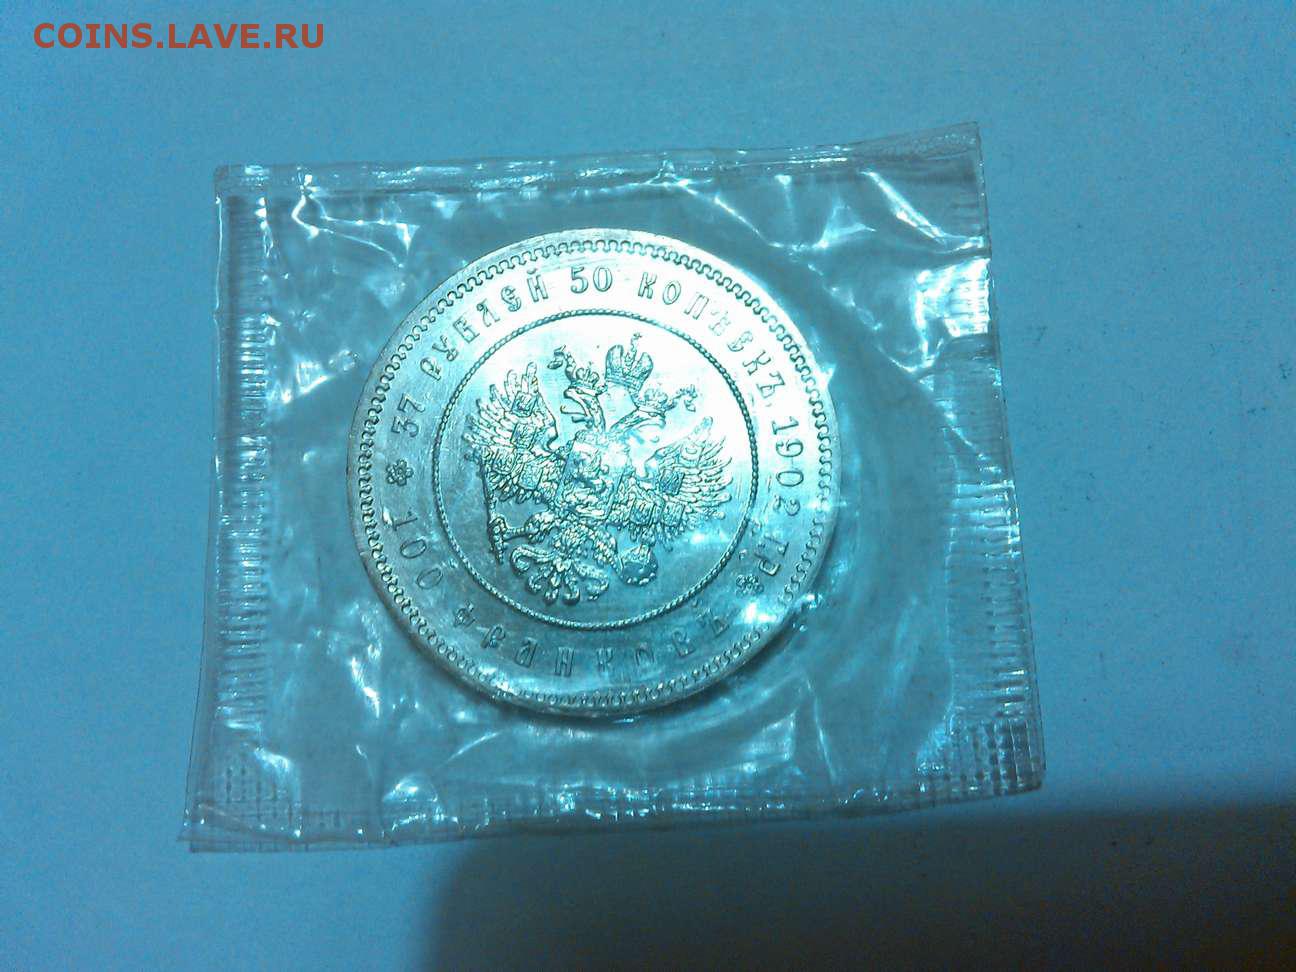 COINS.LAVE.RU
37 РУБЛЕЙ 50 КОПѢЕКЪ 1902 Г.
100 ФРАНКОВЪ